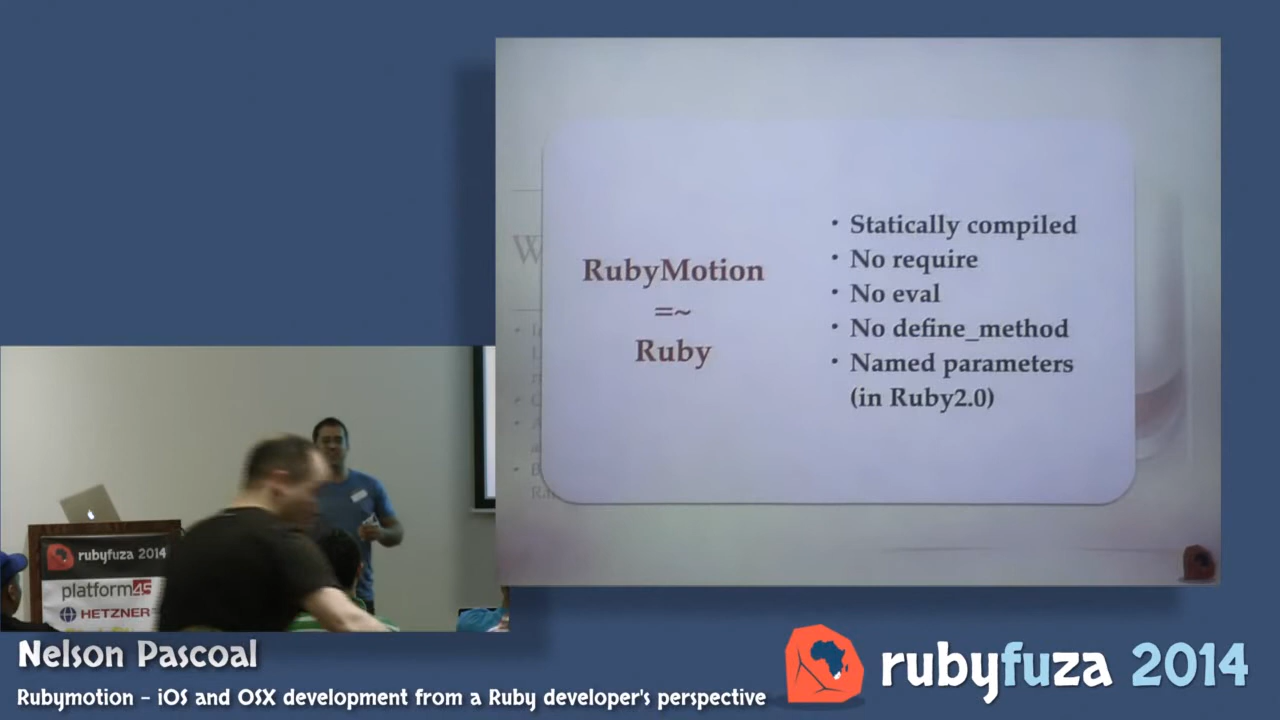 RubyMotion
=~
Ruby
• Statically compiled
• No require
• No eval
• No define_method
• Named parameters
(in Ruby2.0)
rubyfuza 2014
platform45
HETZNER
Nelson Pascoal
Rubymotion – iOS and OSX development from a Ruby developer's perspective
rubyfuza 2014